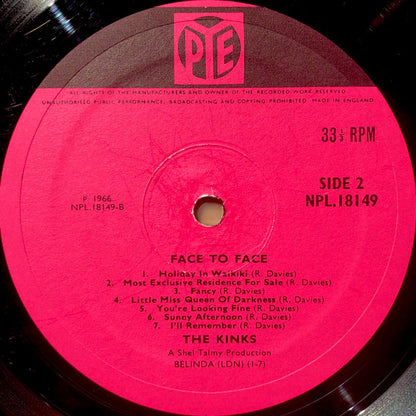 PYE
ALL RIGHTS OF THE MANUFACTURERS AND OWNER OF THE RECORDED WORK RESERVED.
UNAUTHORISED PUBLIC PERFORMANCE, BROADCASTING AND COPYING PROHIBITED. MADE IN ENGLAND.
33 1/3 RPM
P 1966
NPL.18149-B
SIDE 2
NPL.18149
FACE TO FACE
1. Holiday In Waikiki (R. Davies)
2. Most Exclusive Residence For Sale (R. Davies)
3. Fancy (R. Davies)
4. Little Miss Queen Of Darkness (R. Davies)
5. You're Looking Fine (R. Davies)
6. Sunny Afternoon (R. Davies)
7. I'll Remember (R. Davies)
THE KINKS
A Shel Talmy Production
BELINDA (LDN) (1-7)